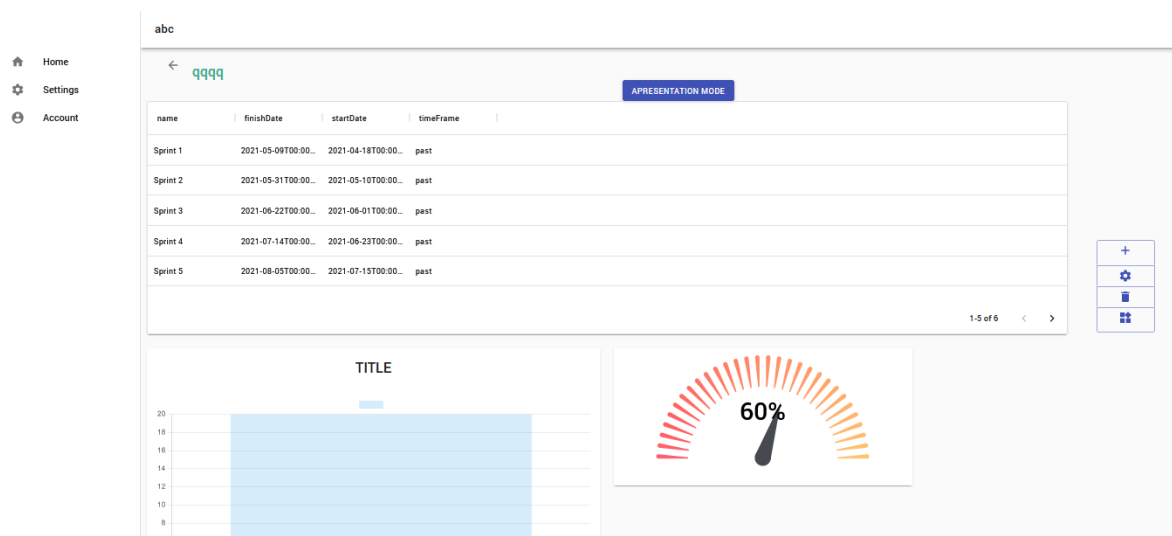 abc
Home
Settings
Account
qqqq
APRESENTATION MODE
name finishDate startDate timeFrame
Sprint 1 2021-05-09T00:00... 2021-04-18T00:00... past
Sprint 2 2021-05-31T00:00... 2021-05-10T00:00... past
Sprint 3 2021-06-22T00:00... 2021-06-01T00:00... past
Sprint 4 2021-07-14T00:00... 2021-06-23T00:00... past
Sprint 5 2021-08-05T00:00... 2021-07-15T00:00... past
1-5 of 6
TITLE
20
18
16
14
12
10
8
60%